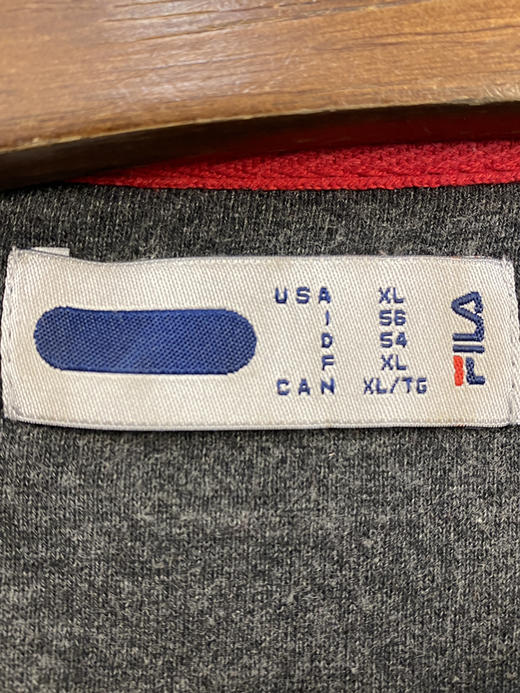 USA XL
I 56
D 54
F XL
CAN XL/TG
FILA